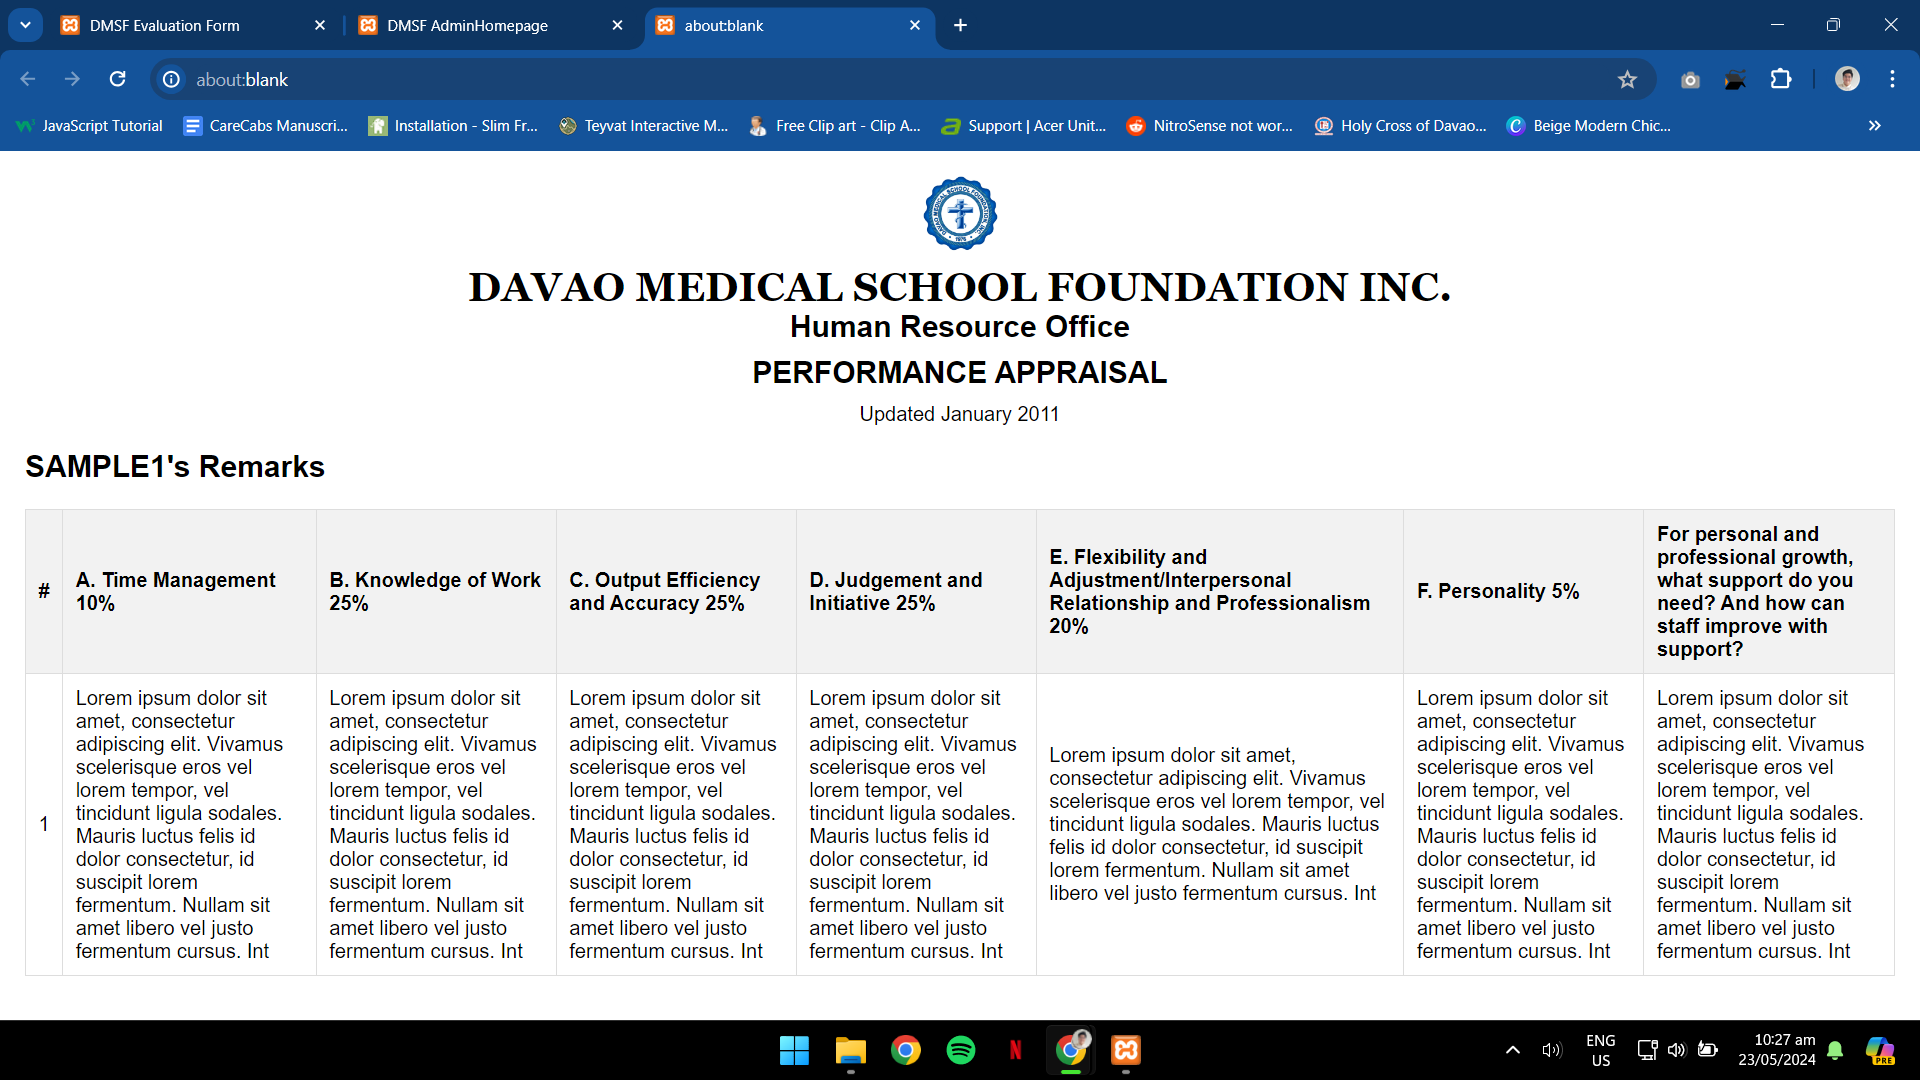 DMSF Evaluation Form
DMSF AdminHomepage
about:blank
about:blank
JavaScript Tutorial
CareCabs Manuscri...
Installation - Slim Fr...
Teyvat Interactive M...
Free Clip art - Clip A...
Support | Acer Unit...
NitroSense not wor...
Holy Cross of Davao...
Beige Modern Chic...
DAVAO MEDICAL SCHOOL FOUNDATION, INC.
1976
DAVAO MEDICAL SCHOOL FOUNDATION INC.
Human Resource Office
PERFORMANCE APPRAISAL
Updated January 2011
SAMPLE1's Remarks
#
A. Time Management
10%
B. Knowledge of Work
25%
C. Output Efficiency
and Accuracy 25%
D. Judgement and
Initiative 25%
E. Flexibility and
Adjustment/Interpersonal
Relationship and Professionalism
20%
F. Personality 5%
For personal and
professional growth,
what support do you
need? And how can
staff improve with
support?
1
Lorem ipsum dolor sit
amet, consectetur
adipiscing elit. Vivamus
scelerisque eros vel
lorem tempor, vel
tincidunt ligula sodales.
Mauris luctus felis id
dolor consectetur, id
suscipit lorem
fermentum. Nullam sit
amet libero vel justo
fermentum cursus. Int
Lorem ipsum dolor sit
amet, consectetur
adipiscing elit. Vivamus
scelerisque eros vel
lorem tempor, vel
tincidunt ligula sodales.
Mauris luctus felis id
dolor consectetur, id
suscipit lorem
fermentum. Nullam sit
amet libero vel justo
fermentum cursus. Int
Lorem ipsum dolor sit
amet, consectetur
adipiscing elit. Vivamus
scelerisque eros vel
lorem tempor, vel
tincidunt ligula sodales.
Mauris luctus felis id
dolor consectetur, id
suscipit lorem
fermentum. Nullam sit
amet libero vel justo
fermentum cursus. Int
Lorem ipsum dolor sit
amet, consectetur
adipiscing elit. Vivamus
scelerisque eros vel
lorem tempor, vel
tincidunt ligula sodales.
Mauris luctus felis id
dolor consectetur, id
suscipit lorem
fermentum. Nullam sit
amet libero vel justo
fermentum cursus. Int
Lorem ipsum dolor sit amet,
consectetur adipiscing elit. Vivamus
scelerisque eros vel lorem tempor, vel
tincidunt ligula sodales. Mauris luctus
felis id dolor consectetur, id suscipit
lorem fermentum. Nullam sit amet
libero vel justo fermentum cursus. Int
Lorem ipsum dolor sit
amet, consectetur
adipiscing elit. Vivamus
scelerisque eros vel
lorem tempor, vel
tincidunt ligula sodales.
Mauris luctus felis id
dolor consectetur, id
suscipit lorem
fermentum. Nullam sit
amet libero vel justo
fermentum cursus. Int
Lorem ipsum dolor sit
amet, consectetur
adipiscing elit. Vivamus
scelerisque eros vel
lorem tempor, vel
tincidunt ligula sodales.
Mauris luctus felis id
dolor consectetur, id
suscipit lorem
fermentum. Nullam sit
amet libero vel justo
fermentum cursus. Int
N
ENG
US
10:27 am
23/05/2024
PRE